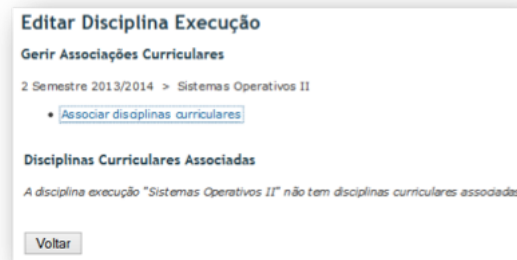 Editar Disciplina Execução
Gerir Associações Curriculares
2 Semestre 2013/2014 > Sistemas Operativos II
• Associar disciplinas curriculares
Disciplinas Curriculares Associadas
A disciplina execução "Sistemas Operativos II" não tem disciplinas curriculares associadas
Voltar